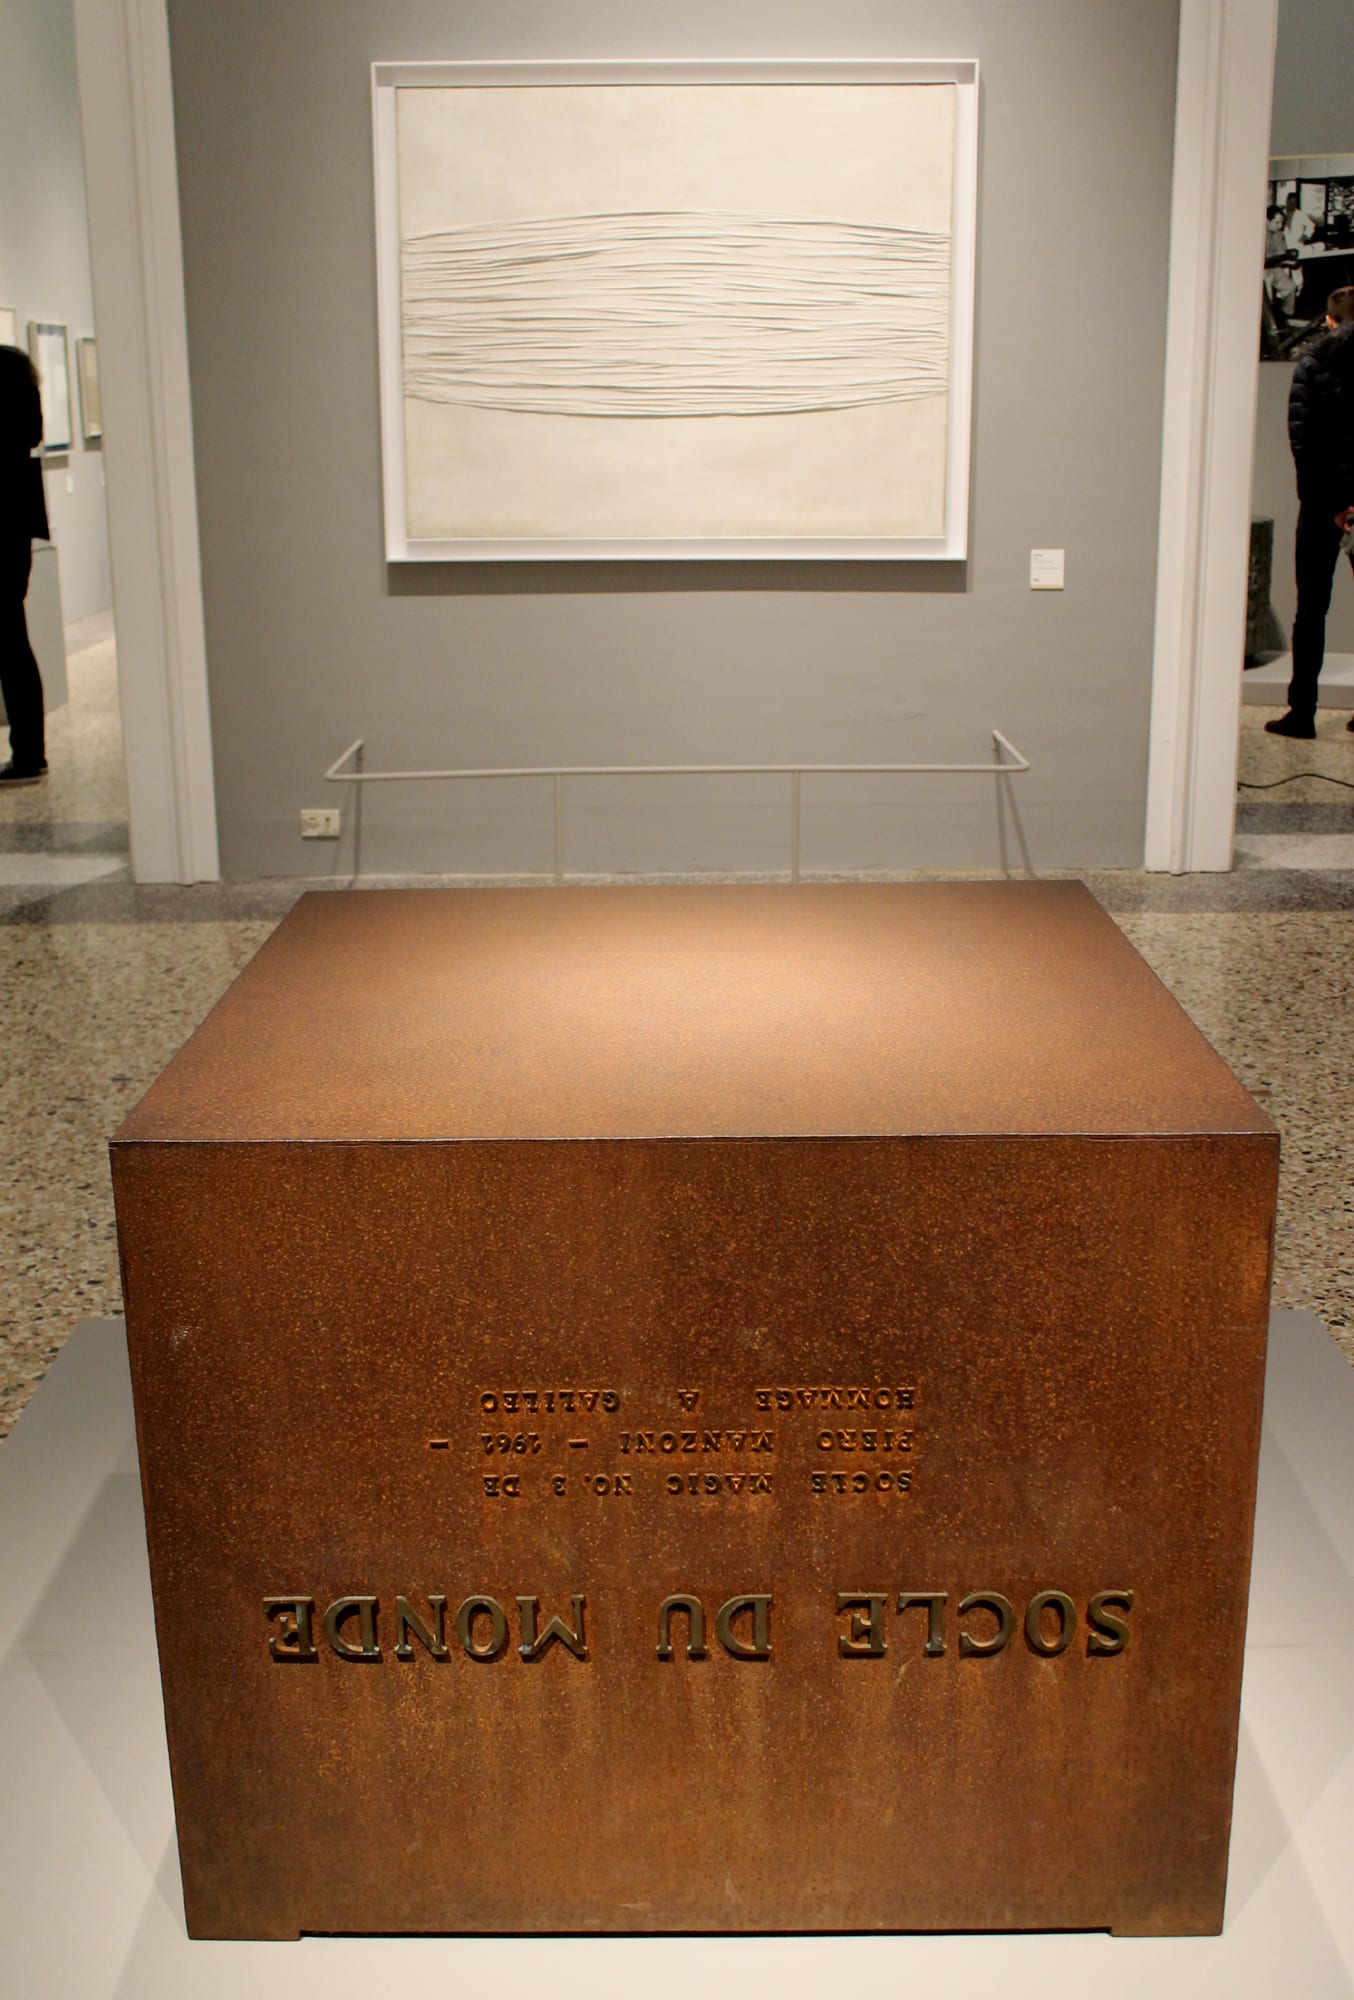 SOCLE DU MONDE
SOCLE MAGIC NO. 3 DE
PIERO MANZONI – 1961 –
HOMMAGE A GALILEO